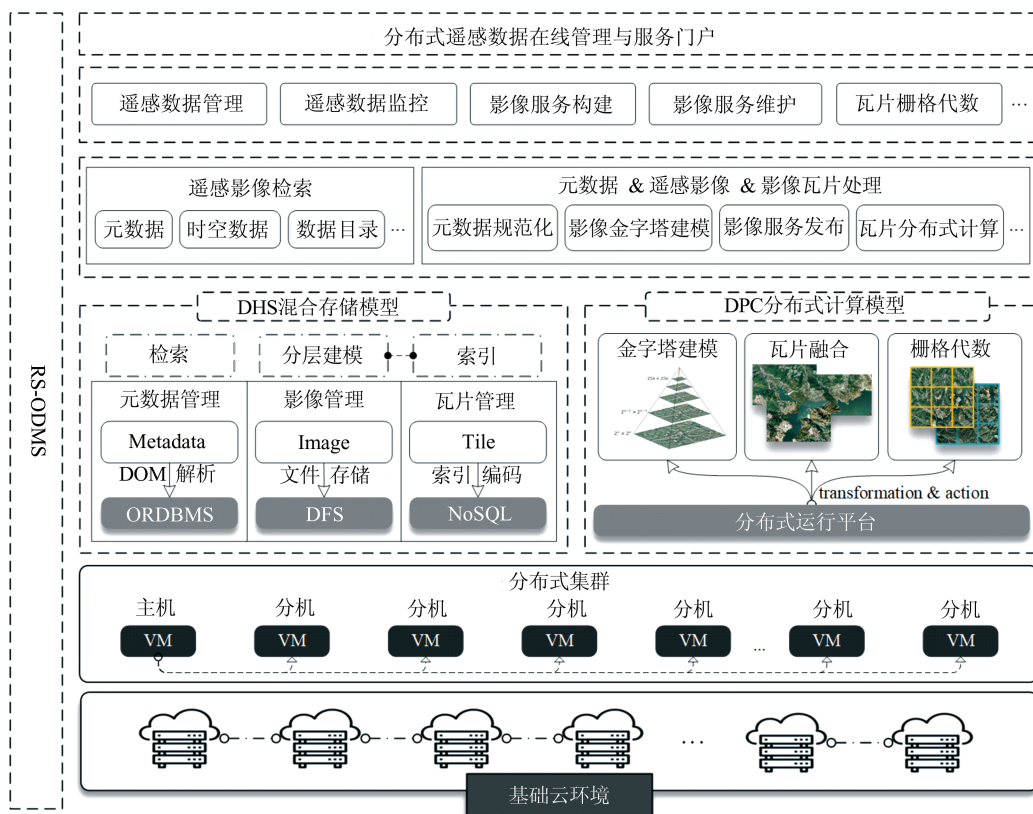 RS-ODMS
分布式遥感数据在线管理与服务门户
遥感数据管理 遥感数据监控 影像服务构建 影像服务维护 瓦片栅格代数 ...
遥感影像检索
元数据 时空数据 数据目录 ...
元数据 & 遥感影像 & 影像瓦片处理
元数据规范化 影像金字塔建模 影像服务发布 瓦片分布式计算 ...
DHS混合存储模型
检索 分层建模 索引
元数据管理 影像管理 瓦片管理
Metadata Image Tile
DOM 解析 文件 存储 索引 编码
ORDBMS DFS NoSQL
DPC分布式计算模型
金字塔建模 瓦片融合 栅格代数
transformation & action
分布式运行平台
分布式集群
主机 分机 分机 分机 分机 分机 分机
VM VM VM VM VM ... VM VM
...
基础云环境